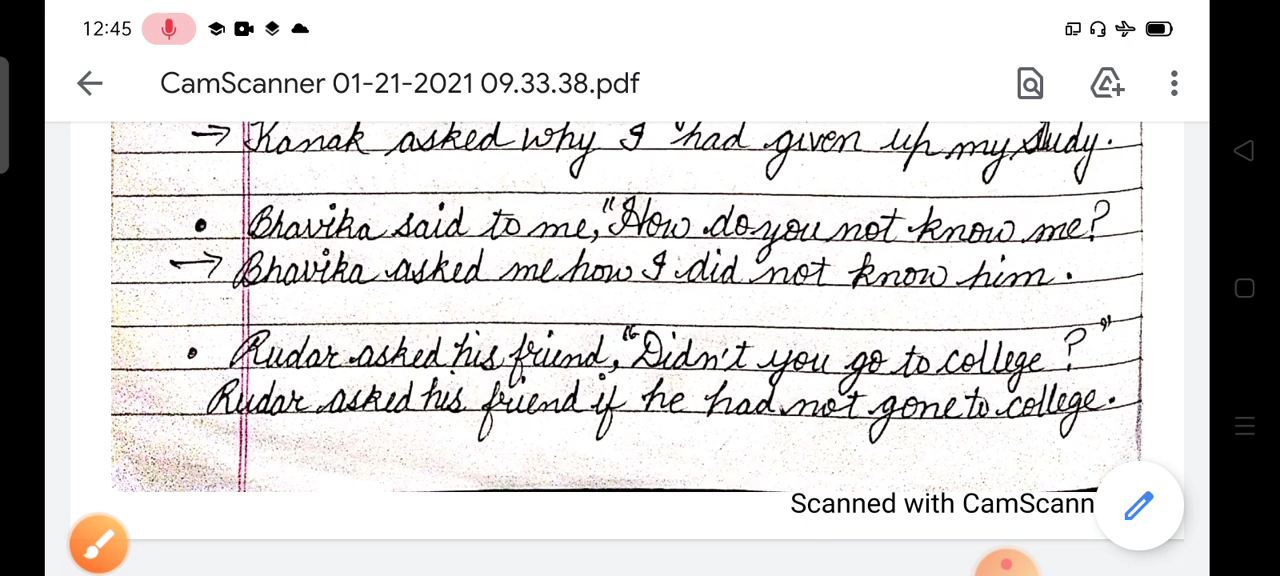 12:45
CamScanner 01-21-2021 09.33.38.pdf
→ Kanak asked why I had given up my study.
• Bhavika said to me, "How do you not know me?
→ Bhavika asked me how I did not know him.
• Rudar asked his friend, "Didn't you go to college?"
Rudar asked his friend if he had not gone to college.
Scanned with CamScann